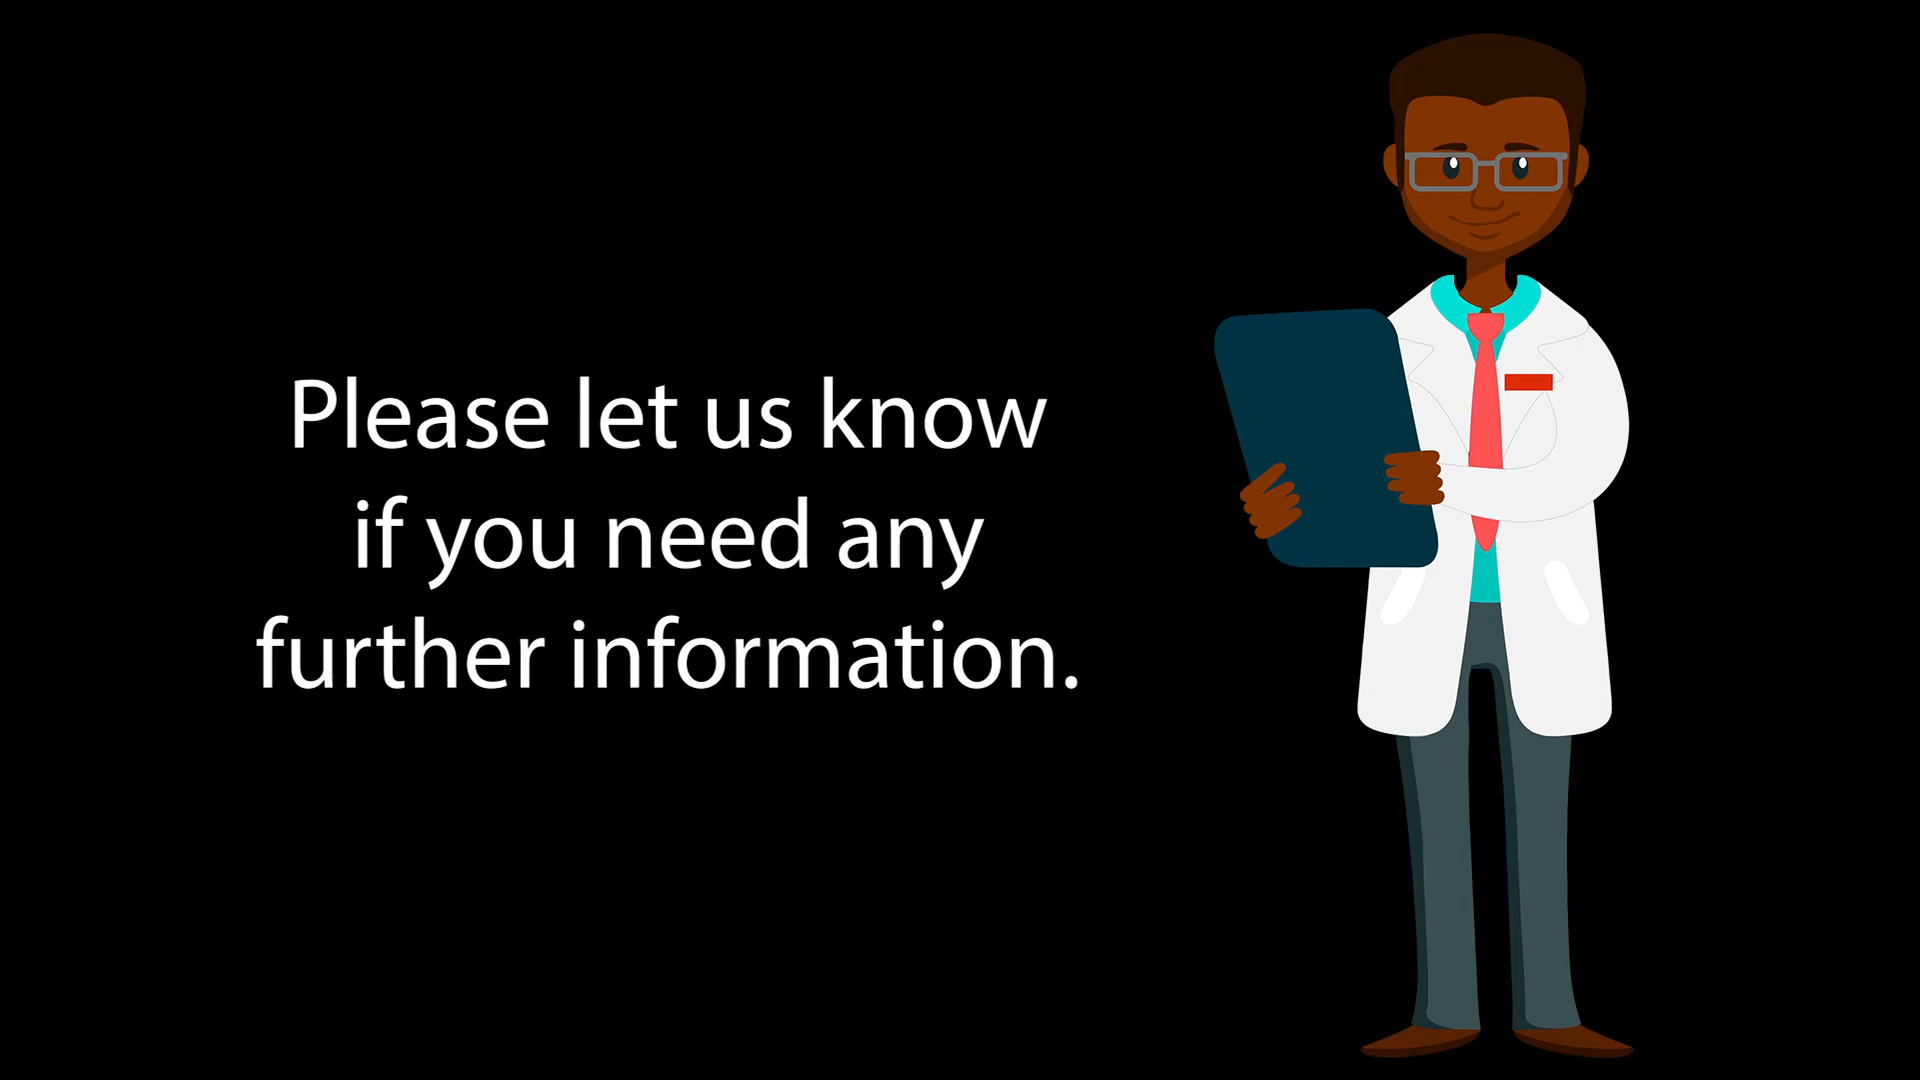 Please let us know
if you need any
further information.